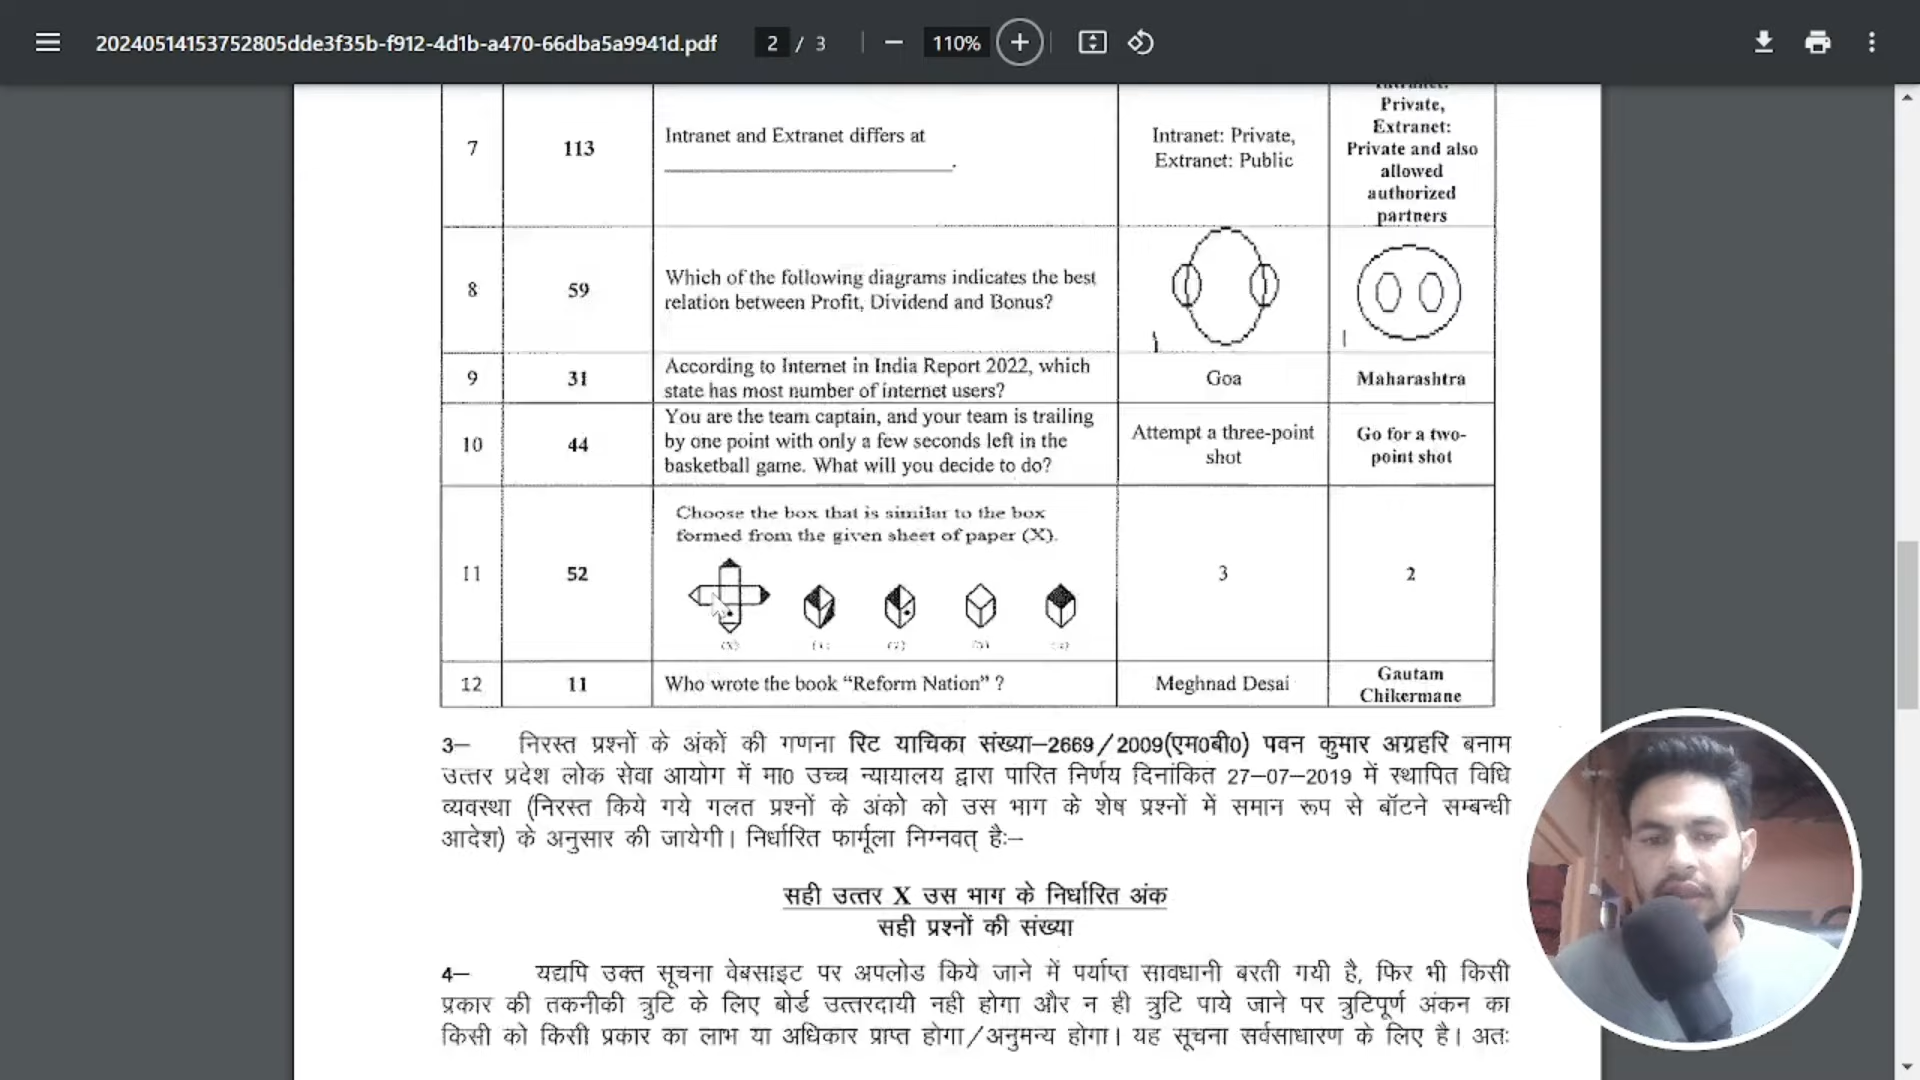 20240514153752805dde3f35b-f912-4d1b-a470-66dba5a9941d.pdf
2 / 3
110%
7
113
Intranet and Extranet differs at
.
Intranet: Private,
Extranet: Public
Intranet:
Private,
Extranet:
Private and also
allowed
authorized
partners
8
59
Which of the following diagrams indicates the best
relation between Profit, Dividend and Bonus?
9
31
According to Internet in India Report 2022, which
state has most number of internet users?
Goa
Maharashtra
10
44
You are the team captain, and your team is trailing
by one point with only a few seconds left in the
basketball game. What will you decide to do?
Attempt a three-point
shot
Go for a two-
point shot
11
52
Choose the box that is similar to the box
formed from the given sheet of paper (X).
(X)
3
2
12
11
Who wrote the book “Reform Nation” ?
Meghnad Desai
Gautam
Chikermane
3– निरस्त प्रश्नों के अंकों की गणना रिट याचिका संख्या–2669/2009(एम0बी0) पवन कुमार अग्रहरि बनाम
उत्तर प्रदेश लोक सेवा आयोग में मा0 उच्च न्यायालय द्वारा पारित निर्णय दिनांकित 27–07–2019 में स्थापित विधि
व्यवस्था (निरस्त किये गये गलत प्रश्नों के अंको को उस भाग के शेष प्रश्नों में समान रूप से बॉटने सम्बन्धी
आदेश) के अनुसार की जायेगी। निर्धारित फार्मूला निम्नवत् हैः–
सही उत्तर X उस भाग के निर्धारित अंक
सही प्रश्नों की संख्या
4– यद्यपि उक्त सूचना वेबसाइट पर अपलोड किये जाने में पर्याप्त सावधानी बरती गयी है, फिर भी किसी
प्रकार की तकनीकी त्रुटि के लिए बोर्ड उत्तरदायी नही होगा और न ही त्रुटि पाये जाने पर त्रुटिपूर्ण अंकन का
किसी को किसी प्रकार का लाभ या अधिकार प्राप्त होगा/अनुमन्य होगा। यह सूचना सर्वसाधारण के लिए है। अतः